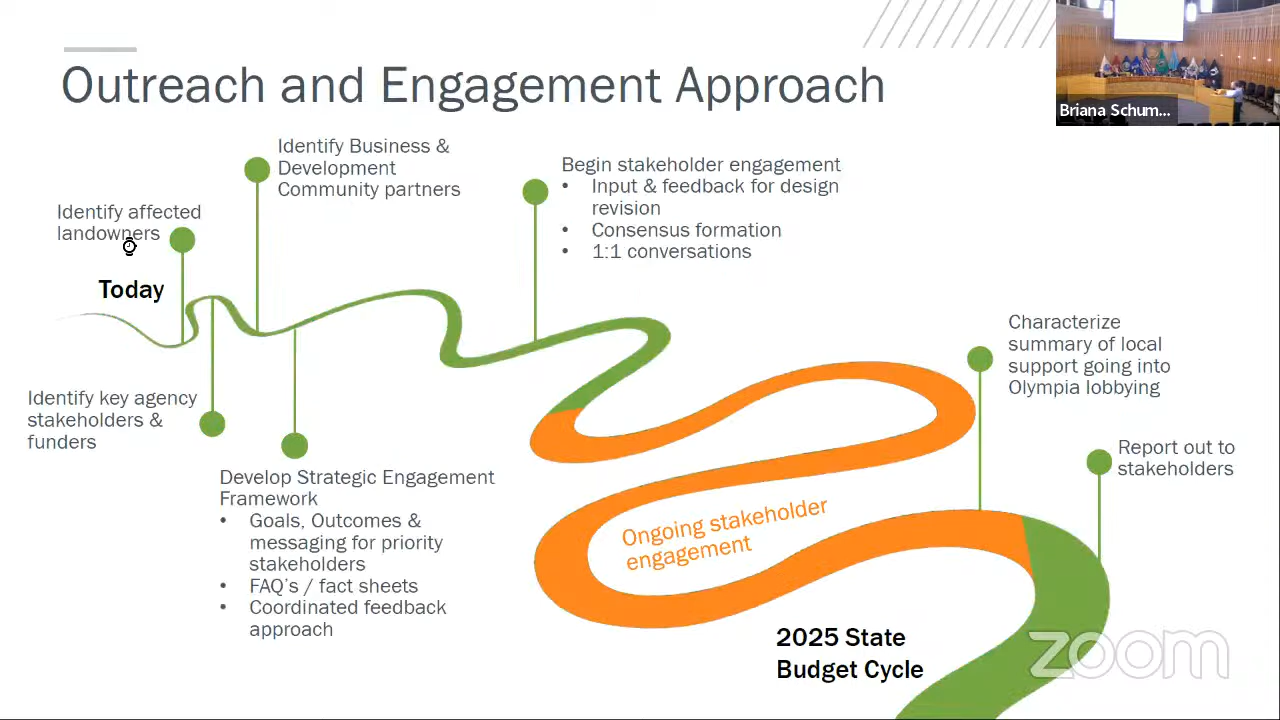 Outreach and Engagement Approach
Briana Schum...
Identify Business &
Development
Community partners
Begin stakeholder engagement
• Input & feedback for design
revision
• Consensus formation
• 1:1 conversations
Identify affected
landowners
Today
Characterize
summary of local
support going into
Olympia lobbying
Identify key agency
stakeholders &
funders
Report out to
stakeholders
Develop Strategic Engagement
Framework
• Goals, Outcomes &
messaging for priority
stakeholders
• FAQ's / fact sheets
• Coordinated feedback
approach
Ongoing stakeholder
engagement
2025 State
Budget Cycle
zoom